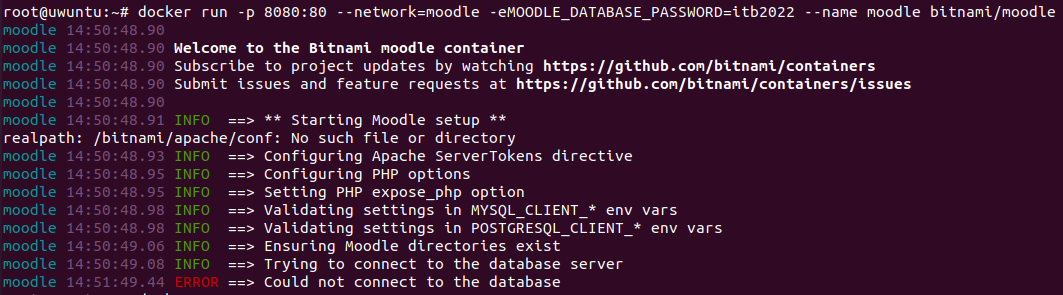 root@uwuntu:~# docker run -p 8080:80 --network=moodle -eMOODLE_DATABASE_PASSWORD=itb2022 --name moodle bitnami/moodle
moodle 14:50:48.90
moodle 14:50:48.90 Welcome to the Bitnami moodle container
moodle 14:50:48.90 Subscribe to project updates by watching https://github.com/bitnami/containers
moodle 14:50:48.90 Submit issues and feature requests at https://github.com/bitnami/containers/issues
moodle 14:50:48.90
moodle 14:50:48.91 INFO  ==> ** Starting Moodle setup **
realpath: /bitnami/apache/conf: No such file or directory
moodle 14:50:48.93 INFO  ==> Configuring Apache ServerTokens directive
moodle 14:50:48.95 INFO  ==> Configuring PHP options
moodle 14:50:48.95 INFO  ==> Setting PHP expose_php option
moodle 14:50:48.98 INFO  ==> Validating settings in MYSQL_CLIENT_* env vars
moodle 14:50:48.98 INFO  ==> Validating settings in POSTGRESQL_CLIENT_* env vars
moodle 14:50:49.06 INFO  ==> Ensuring Moodle directories exist
moodle 14:50:49.08 INFO  ==> Trying to connect to the database server
moodle 14:51:49.44 ERROR ==> Could not connect to the database